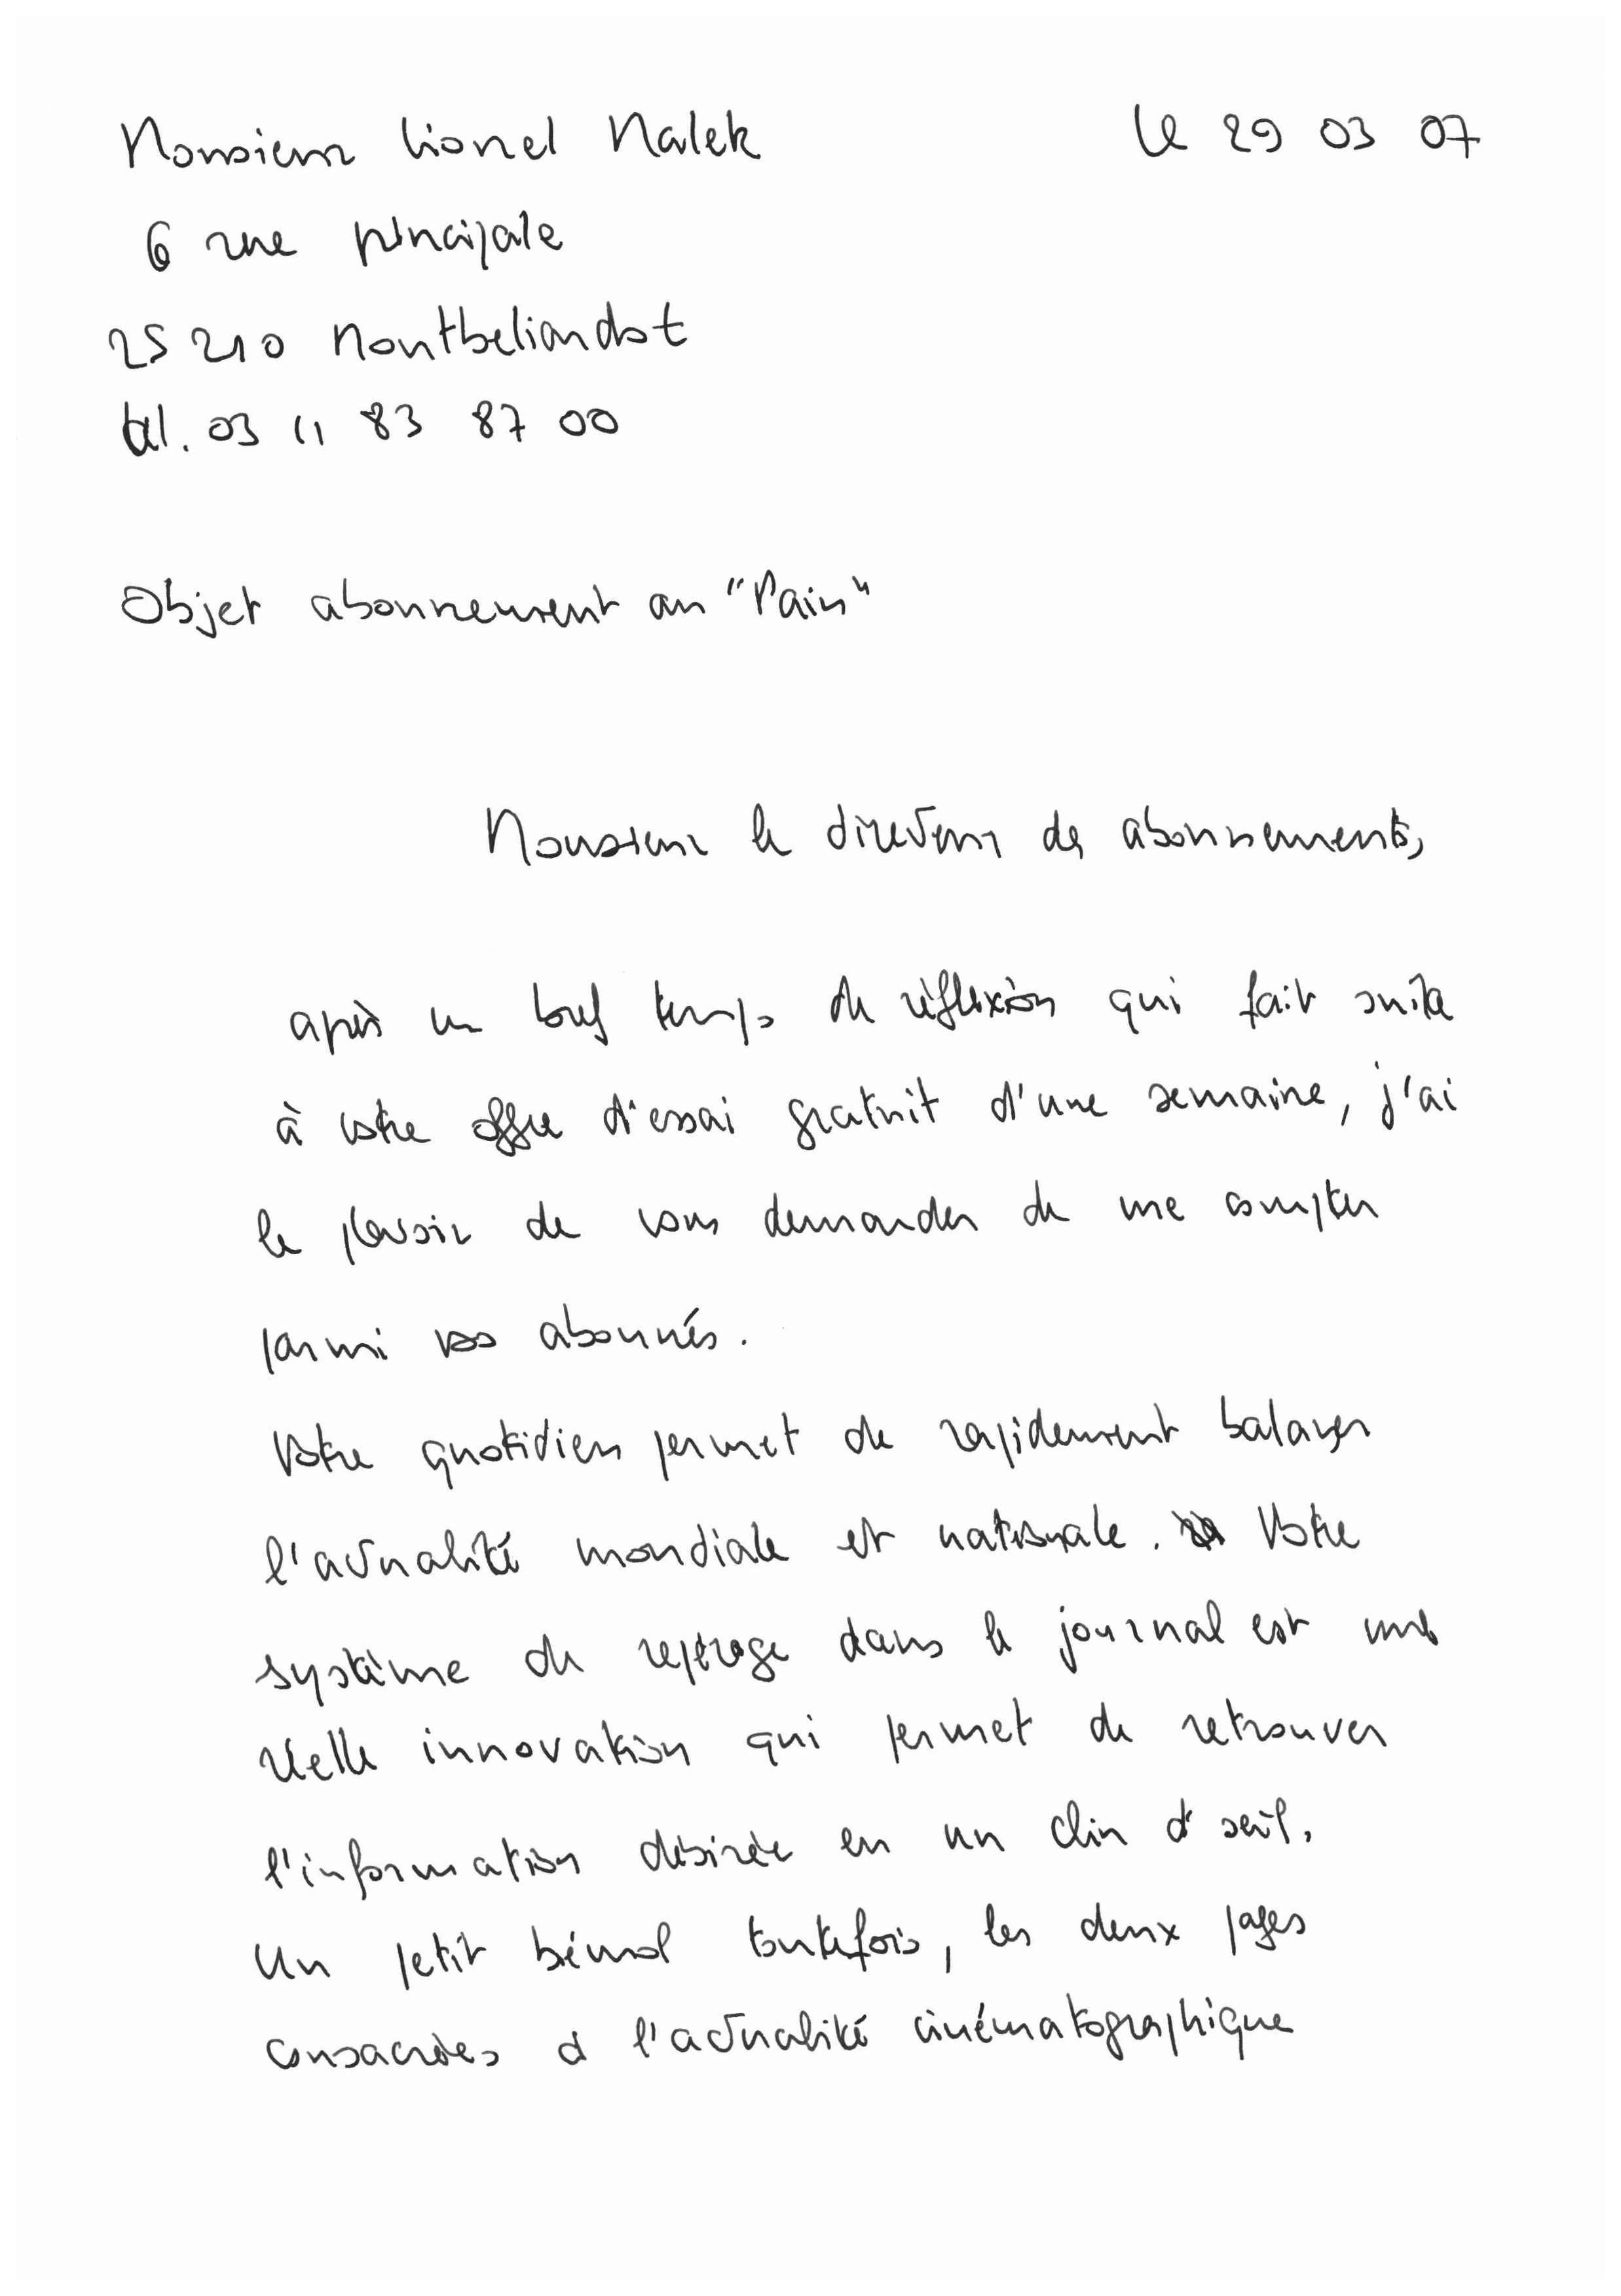 Monsieur Lionel Malek
le 29 03 07
6 rue principale
25 210 Montbeliardot
tel. 03 11 83 87 00
Objet abonnement au "Pain"
Monsieur le directeur des abonnements,
après un bref temps de réflexion qui fait suite
à votre offre d'essai gratuit d'une semaine, j'ai
le plaisir de vous demander de me compter
parmi vos abonnés.
Votre quotidien permet de rapidement balayer
l'actualité mondiale et nationale. Votre
système de repérage dans le journal est une
réelle innovation qui permet de retrouver
l'information désirée en un clin d'oeil.
Un petit bémol toutefois, les deux pages
consacrées à l'actualité cinématographique